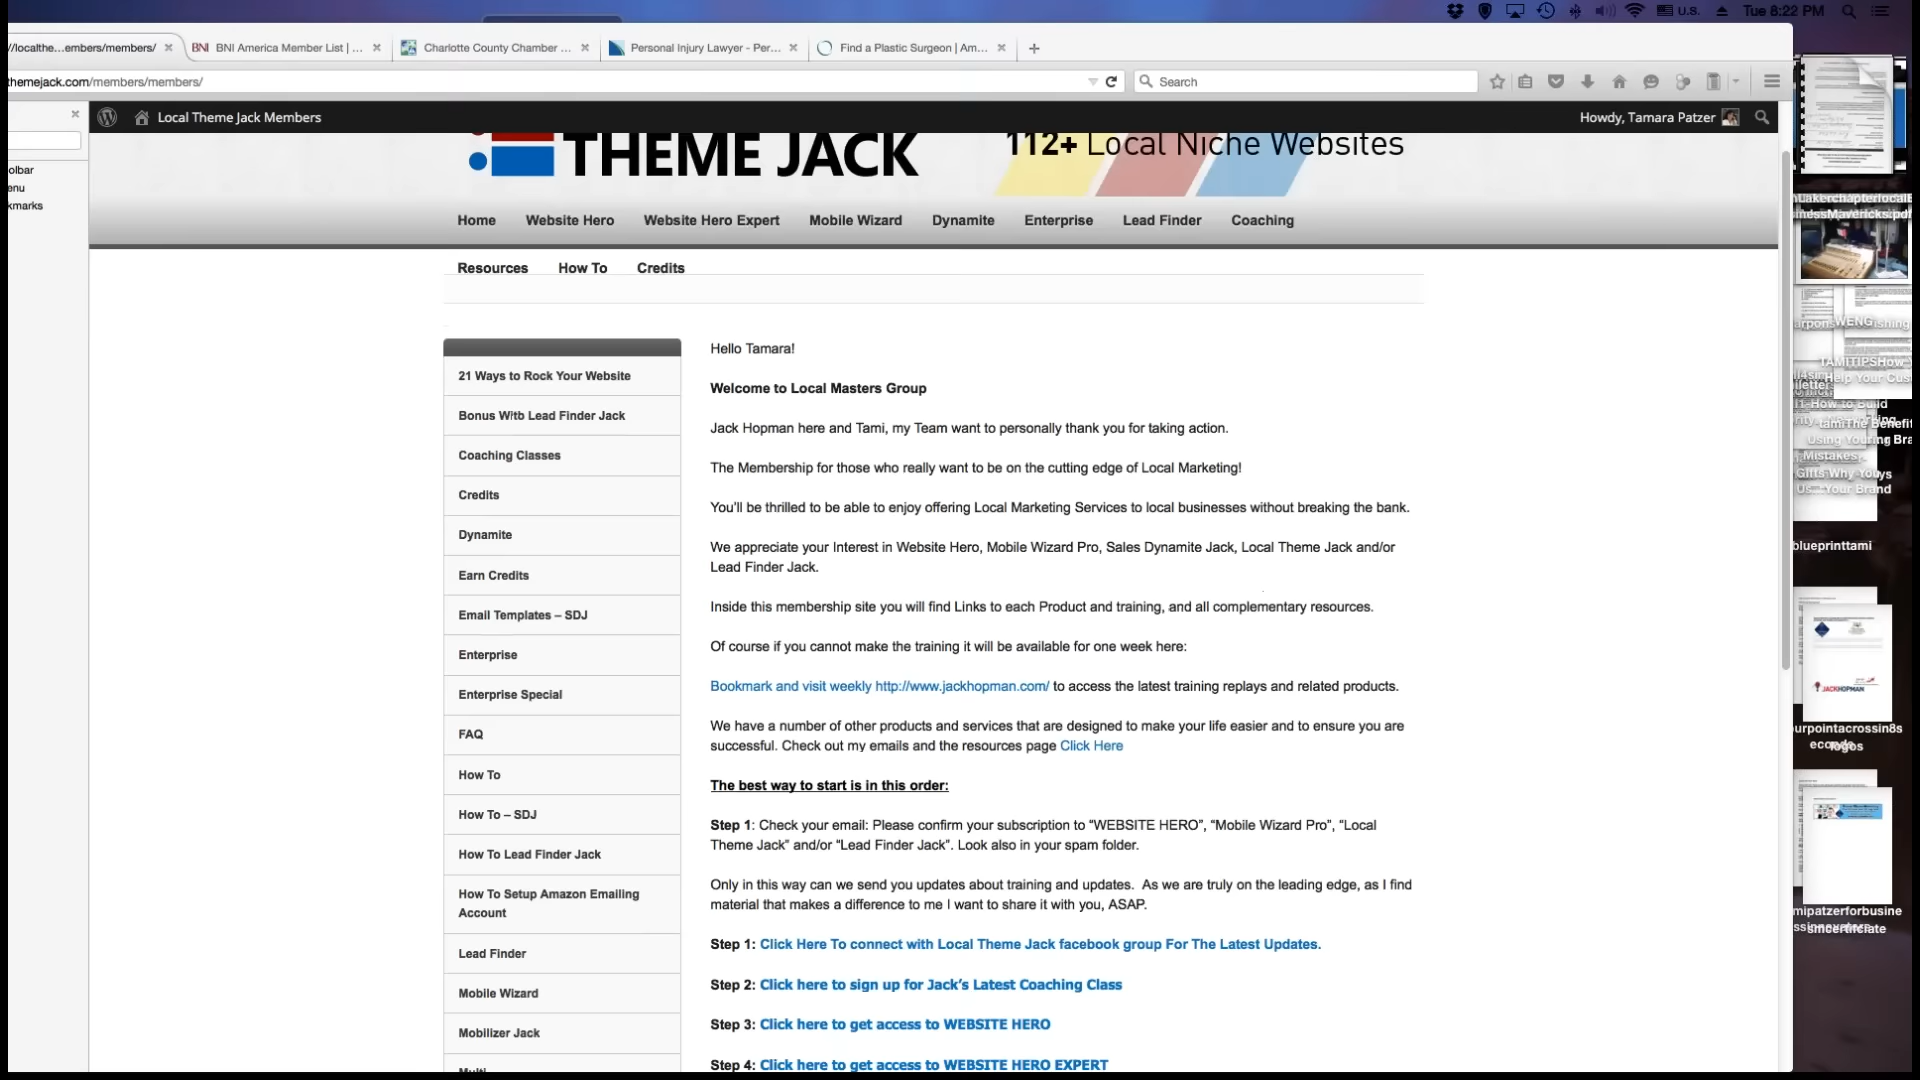 U.S.
Tue 8:22 PM
//localthe...embers/members/
BNI America Member List | ...
Charlotte County Chamber ...
Personal Injury Lawyer - Per...
Find a Plastic Surgeon | Am...
themejack.com/members/members/
Search
Local Theme Jack Members
Howdy, Tamara Patzer
olbar
enu
kmarks
THEME JACK
112+ Local Niche Websites
Home Website Hero Website Hero Expert Mobile Wizard Dynamite Enterprise Lead Finder Coaching
Resources How To Credits
21 Ways to Rock Your Website
Bonus With Lead Finder Jack
Coaching Classes
Credits
Dynamite
Earn Credits
Email Templates – SDJ
Enterprise
Enterprise Special
FAQ
How To
How To – SDJ
How To Lead Finder Jack
How To Setup Amazon Emailing
Account
Lead Finder
Mobile Wizard
Mobilizer Jack
Multi
Hello Tamara!
Welcome to Local Masters Group
Jack Hopman here and Tami, my Team want to personally thank you for taking action.
The Membership for those who really want to be on the cutting edge of Local Marketing!
You'll be thrilled to be able to enjoy offering Local Marketing Services to local businesses without breaking the bank.
We appreciate your Interest in Website Hero, Mobile Wizard Pro, Sales Dynamite Jack, Local Theme Jack and/or
Lead Finder Jack.
Inside this membership site you will find Links to each Product and training, and all complementary resources.
Of course if you cannot make the training it will be available for one week here:
Bookmark and visit weekly http://www.jackhopman.com/ to access the latest training replays and related products.
We have a number of other products and services that are designed to make your life easier and to ensure you are
successful. Check out my emails and the resources page Click Here
The best way to start is in this order:
Step 1: Check your email: Please confirm your subscription to “WEBSITE HERO”, “Mobile Wizard Pro”, “Local
Theme Jack” and/or “Lead Finder Jack”. Look also in your spam folder.
Only in this way can we send you updates about training and updates. As we are truly on the leading edge, as I find
material that makes a difference to me I want to share it with you, ASAP.
Step 1: Click Here To connect with Local Theme Jack facebook group For The Latest Updates.
Step 2: Click here to sign up for Jack's Latest Coaching Class
Step 3: Click here to get access to WEBSITE HERO
Step 4: Click here to get access to WEBSITE HERO EXPERT
blueprinttami
JACKHOPMAN
urpointacrossin8s
mipatzerforbusine